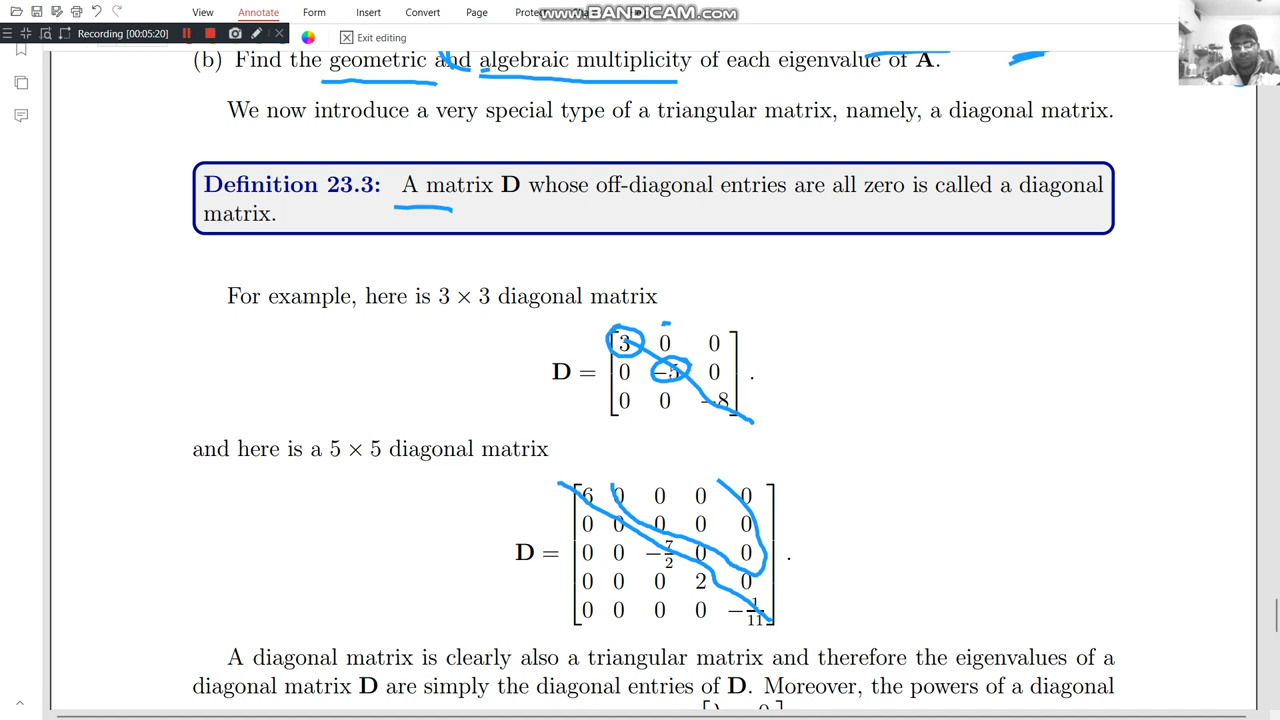 View Annotate Form Insert Convert Page
www.BANDICAM.com
Recording [00:05:20]
Exit editing
(b) Find the geometric and algebraic multiplicity of each eigenvalue of A.
We now introduce a very special type of a triangular matrix, namely, a diagonal matrix.
Definition 23.3: A matrix D whose off-diagonal entries are all zero is called a diagonal
matrix.
For example, here is 3 × 3 diagonal matrix
3 0 0
D = 0 −5 0 .
0 0 −8
and here is a 5 × 5 diagonal matrix
6 0 0 0 0
0 0 0 0 0
D = 0 0 −7/2 0 0 .
0 0 0 2 0
0 0 0 0 −1/11
A diagonal matrix is clearly also a triangular matrix and therefore the eigenvalues of a
diagonal matrix D are simply the diagonal entries of D. Moreover, the powers of a diagonal